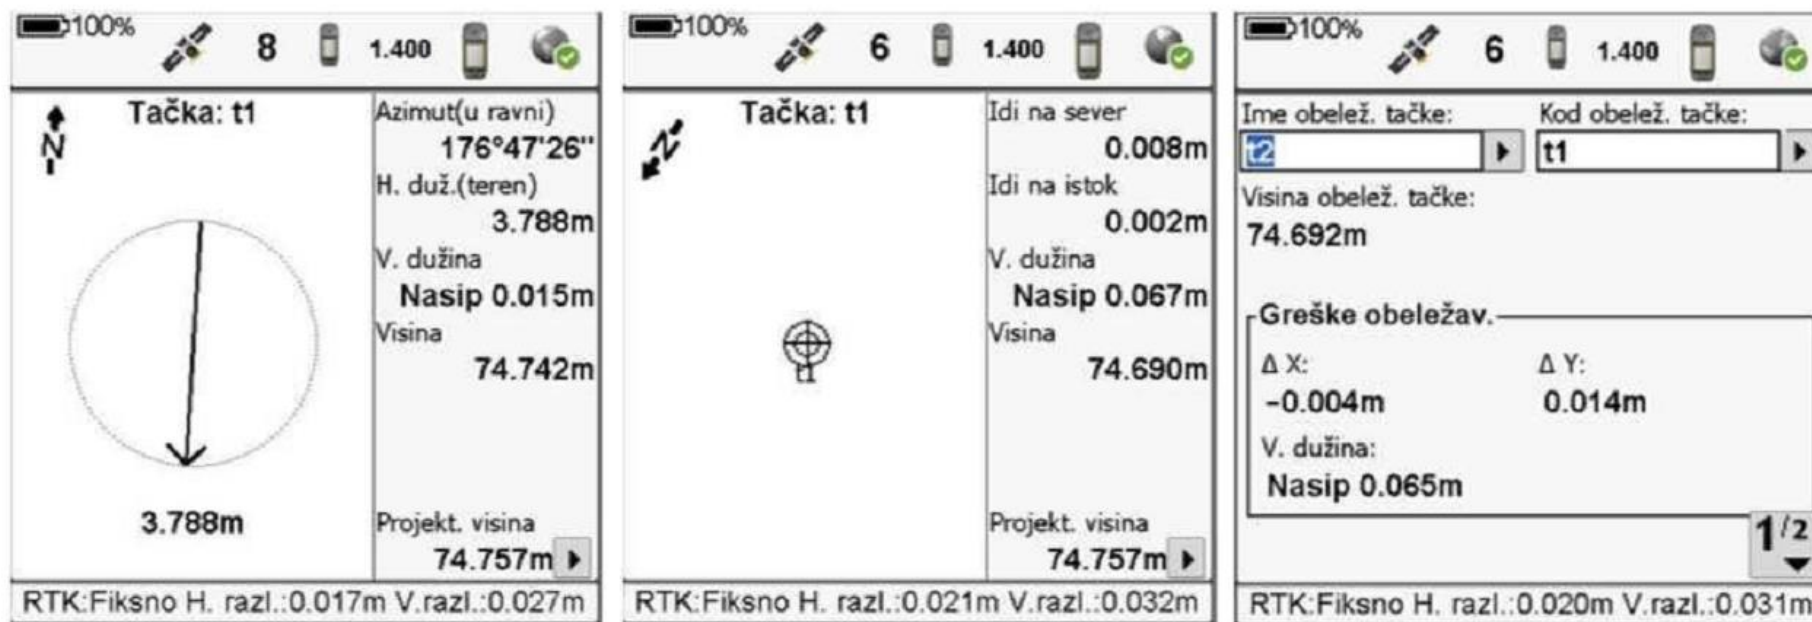 100%
8
1.400
N
Tačka: t1
Azimut(u ravni)
176°47'26"
H. duž.(teren)
3.788m
V. dužina
Nasip 0.015m
Visina
74.742m
3.788m
Projekt. visina
74.757m
RTK:Fiksno H. razl.:0.017m V.razl.:0.027m
100%
6
1.400
N
Tačka: t1
Idi na sever
0.008m
Idi na istok
0.002m
V. dužina
Nasip 0.067m
Visina
74.690m
t1
Projekt. visina
74.757m
RTK:Fiksno H. razl.:0.021m V.razl.:0.032m
100%
6
1.400
Ime obelež. tačke: Kod obelež. tačke:
t2 t1
Visina obelež. tačke:
74.692m
Greške obeležav.
Δ X: Δ Y:
-0.004m 0.014m
V. dužina:
Nasip 0.065m
1/2
RTK:Fiksno H. razl.:0.020m V.razl.:0.031m